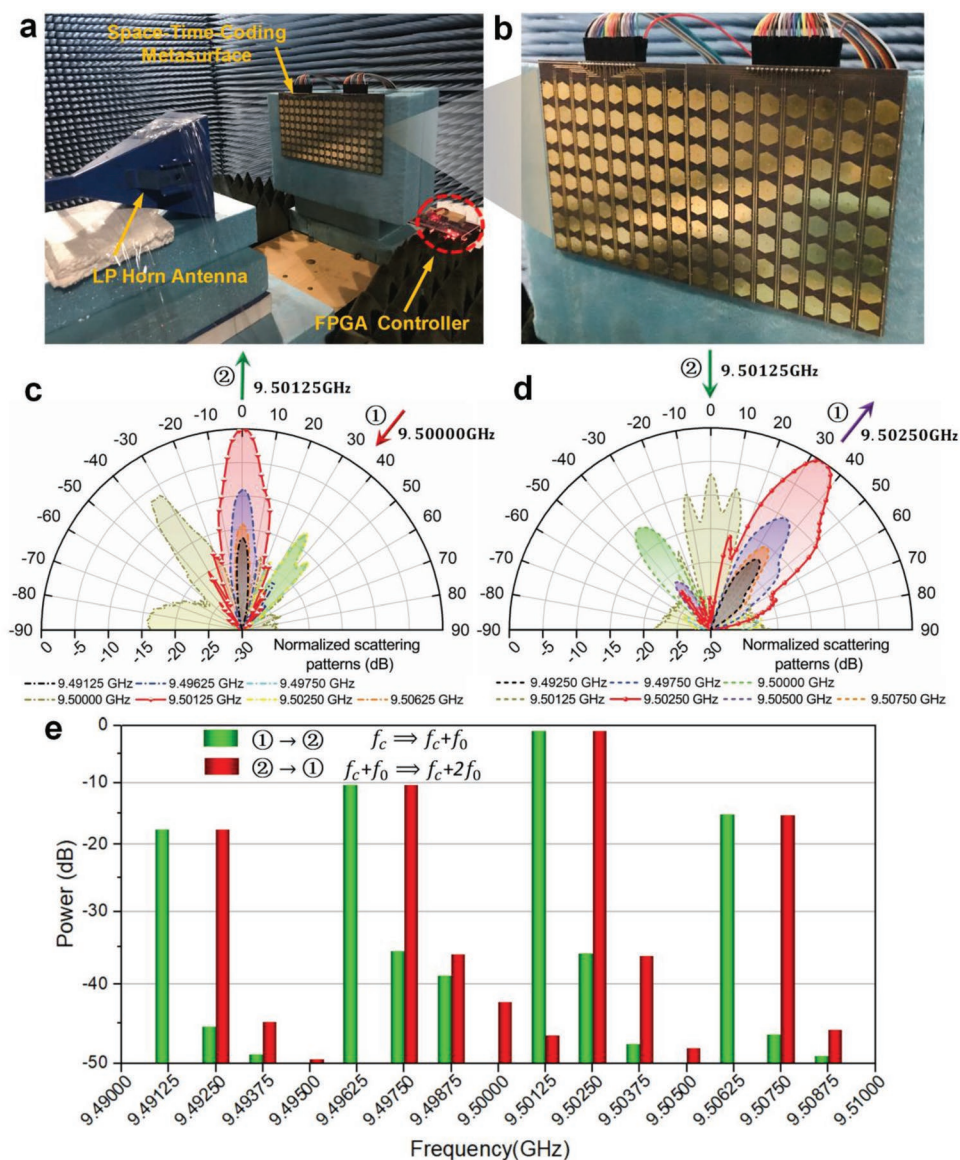 a
Space-Time-Coding
Metasurface
LP Horn Antenna
FPGA Controller
b
c
② 9.50125GHz
① 9.50000GHz
-90 -80 -70 -60 -50 -40 -30 -20 -10 0 10 20 30 40 50 60 70 80 90
0 -5 -10 -15 -20 -25 -30
Normalized scattering
patterns (dB)
9.49125 GHz 9.49625 GHz 9.49750 GHz
9.50000 GHz 9.50125 GHz 9.50250 GHz 9.50625 GHz
d
② 9.50125GHz
① 9.50250GHz
-90 -80 -70 -60 -50 -40 -30 -20 -10 0 10 20 30 40 50 60 70 80 90
0 -5 -10 -15 -20 -25 -30
Normalized scattering
patterns (dB)
9.49250 GHz 9.49750 GHz 9.50000 GHz
9.50125 GHz 9.50250 GHz 9.50500 GHz 9.50750 GHz
e
① → ② f_c ⟹ f_c+f_0
② → ① f_c+f_0 ⟹ f_c+2f_0
Power (dB)
0
-10
-20
-30
-40
-50
9.49000 9.49125 9.49250 9.49375 9.49500 9.49625 9.49750 9.49875 9.50000 9.50125 9.50250 9.50375 9.50500 9.50625 9.50750 9.50875 9.51000
Frequency(GHz)